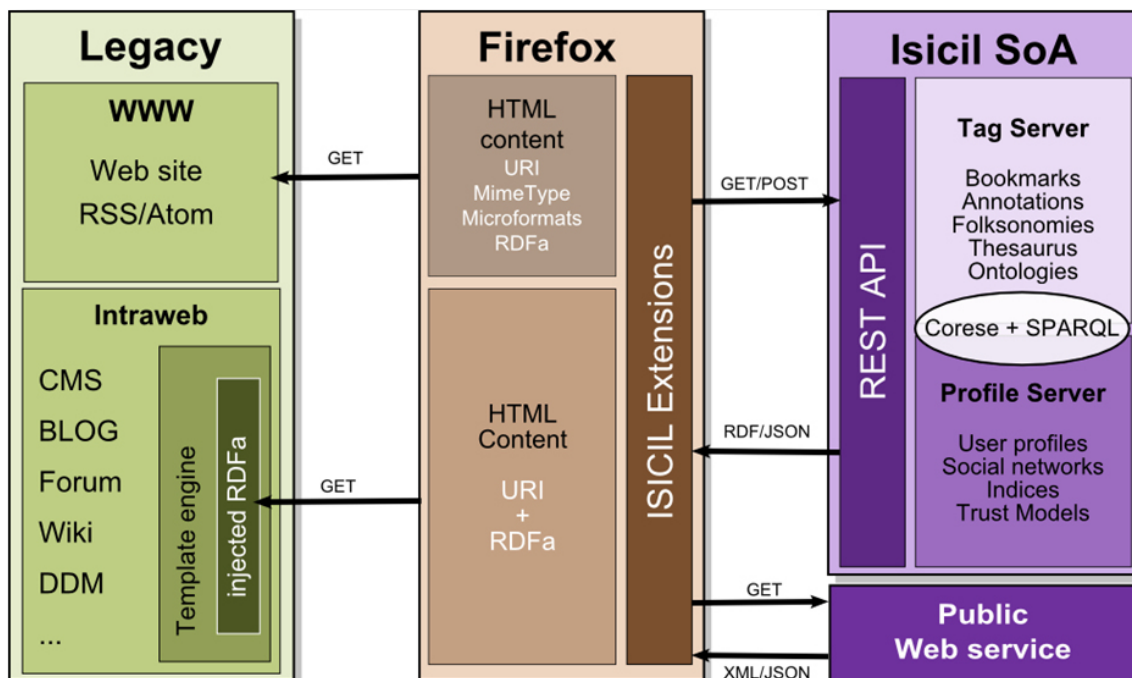 Legacy
WWW
Web site
RSS/Atom
Intraweb
CMS
BLOG
Forum
Wiki
DDM
...
Template engine
injected RDFa
GET
GET
Firefox
HTML
content
URI
MimeType
Microformats
RDFa
HTML
Content
URI
+
RDFa
ISICIL Extensions
GET/POST
RDF/JSON
GET
XML/JSON
Isicil SoA
REST API
Tag Server
Bookmarks
Annotations
Folksonomies
Thesaurus
Ontologies
Corese + SPARQL
Profile Server
User profiles
Social networks
Indices
Trust Models
Public
Web service